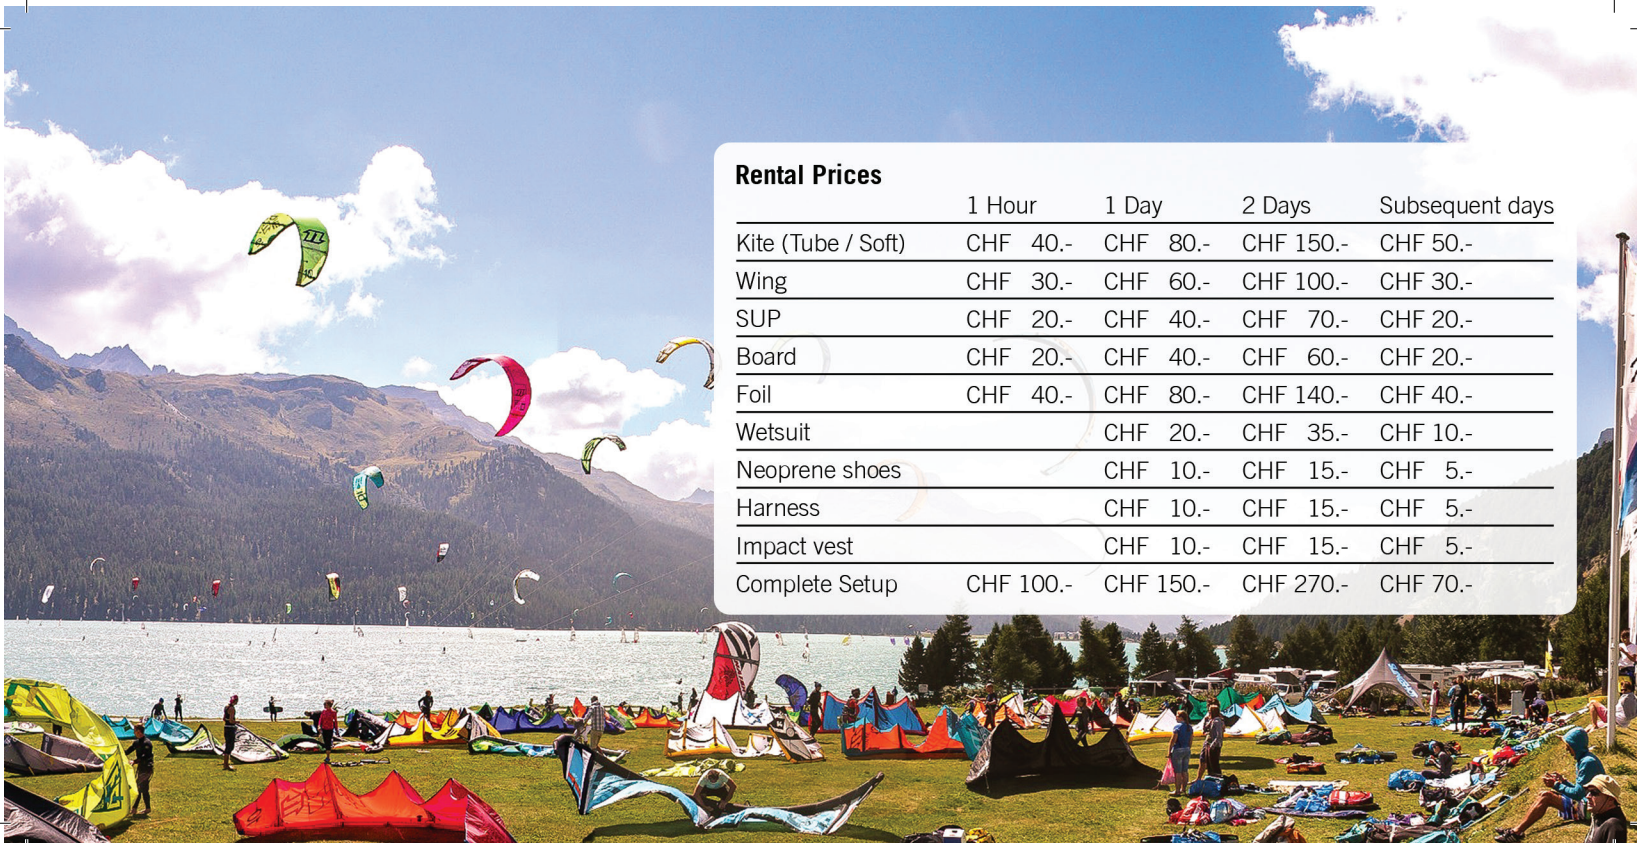 Rental Prices
1 Hour 1 Day 2 Days Subsequent days
Kite (Tube / Soft) CHF 40.- CHF 80.- CHF 150.- CHF 50.-
Wing CHF 30.- CHF 60.- CHF 100.- CHF 30.-
SUP CHF 20.- CHF 40.- CHF 70.- CHF 20.-
Board CHF 20.- CHF 40.- CHF 60.- CHF 20.-
Foil CHF 40.- CHF 80.- CHF 140.- CHF 40.-
Wetsuit CHF 20.- CHF 35.- CHF 10.-
Neoprene shoes CHF 10.- CHF 15.- CHF 5.-
Harness CHF 10.- CHF 15.- CHF 5.-
Impact vest CHF 10.- CHF 15.- CHF 5.-
Complete Setup CHF 100.- CHF 150.- CHF 270.- CHF 70.-